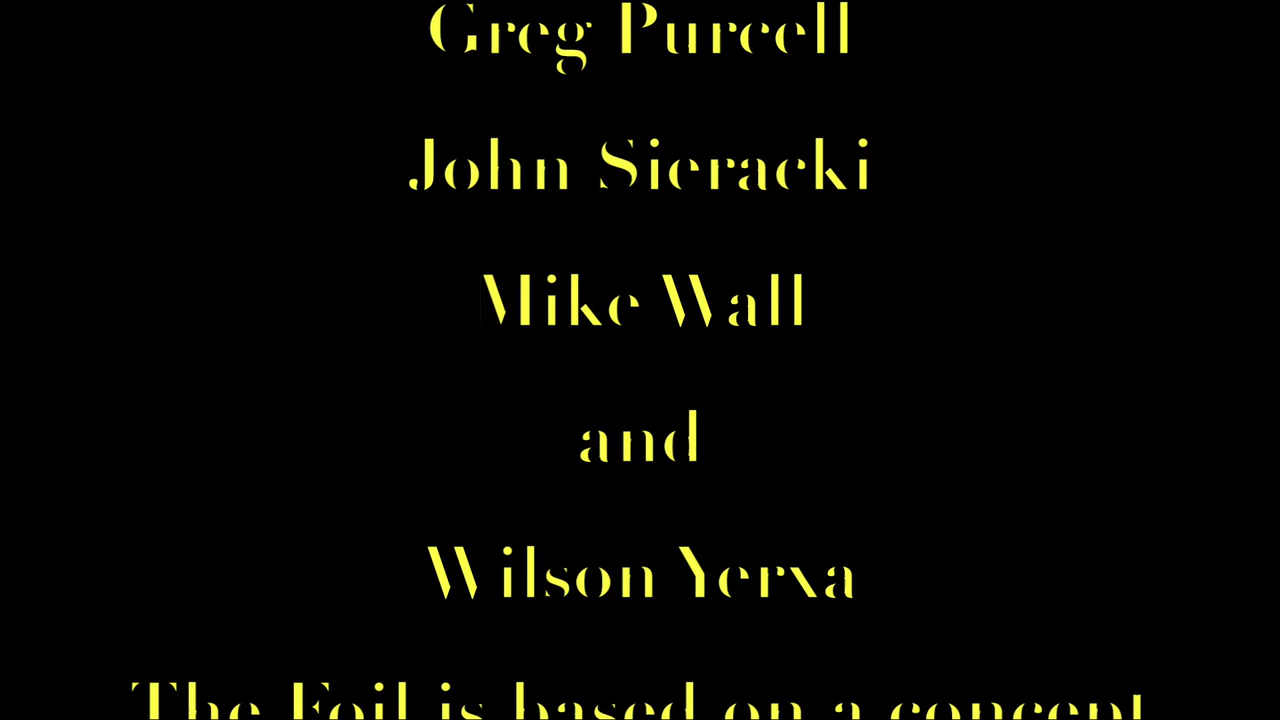 Greg Purcell
John Sieracki
Mike Wall
and
Wilson Yerxa
The Foil is based on a concept